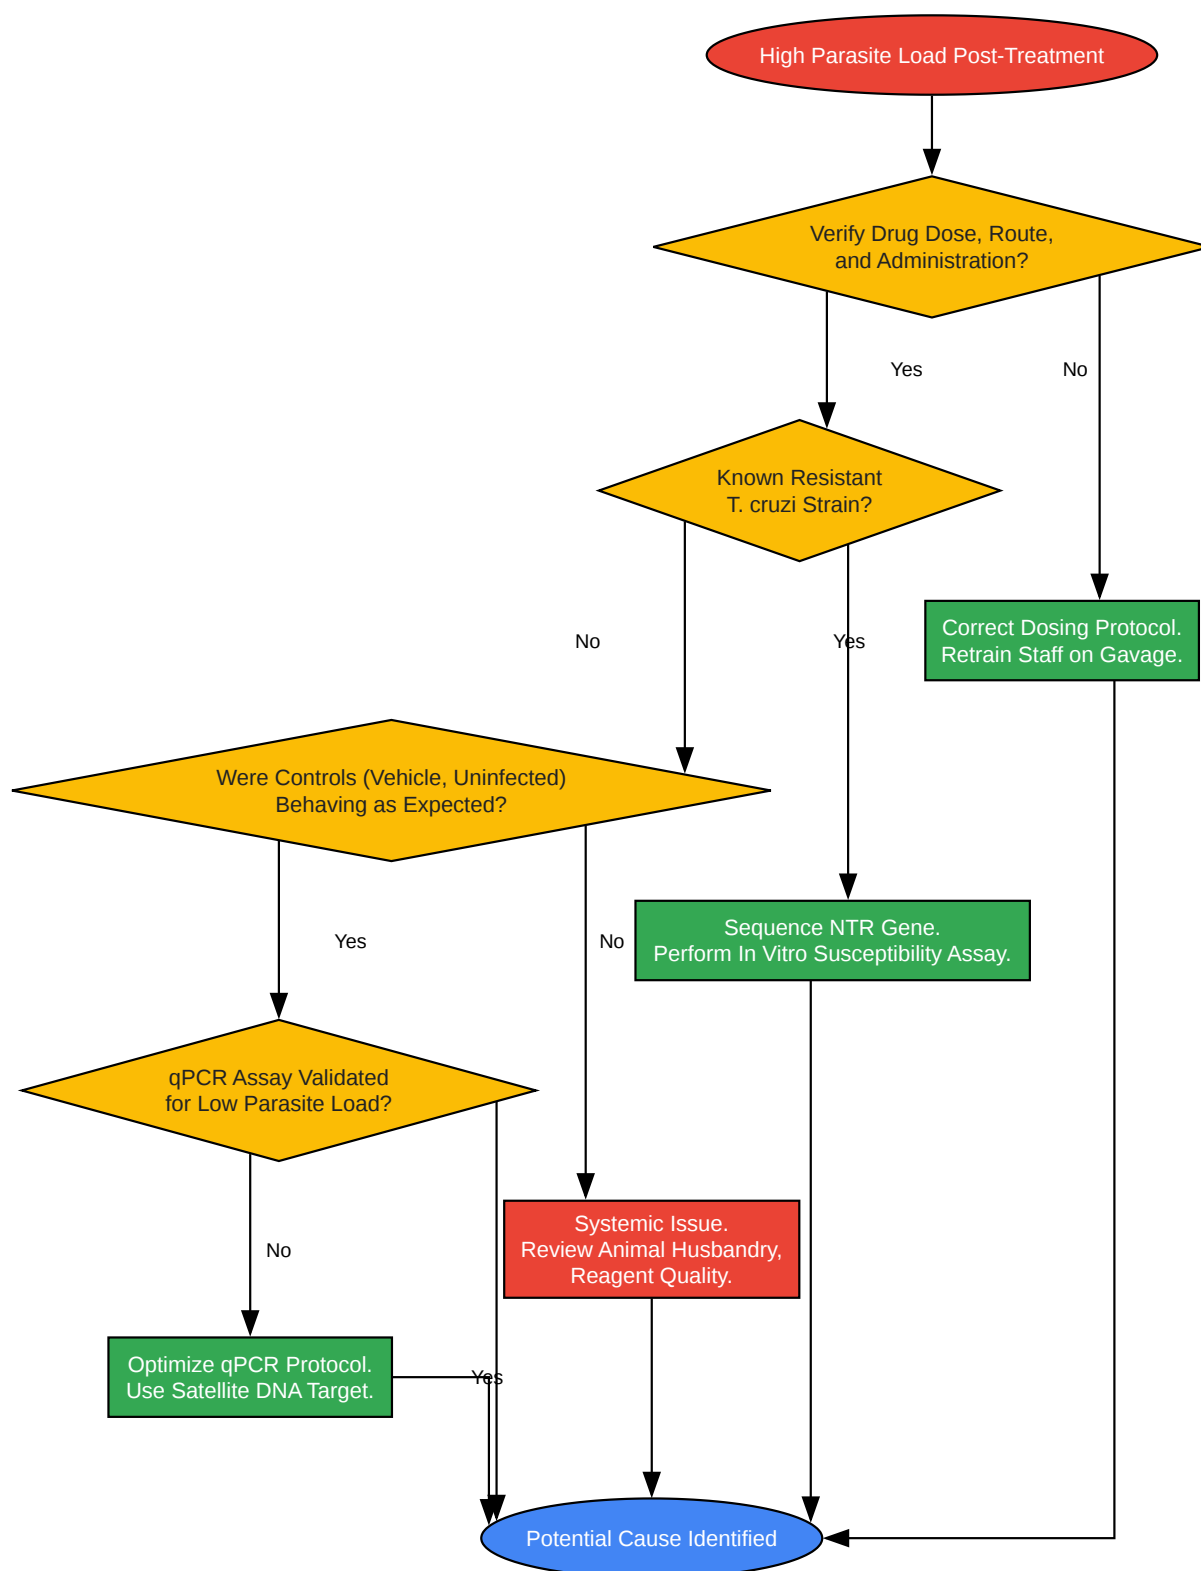 High Parasite Load Post-Treatment
Verify Drug Dose, Route,
and Administration?
Yes
No
Known Resistant
T. cruzi Strain?
No
Yes
Correct Dosing Protocol.
Retrain Staff on Gavage.
Were Controls (Vehicle, Uninfected)
Behaving as Expected?
Yes
No
Sequence NTR Gene.
Perform In Vitro Susceptibility Assay.
qPCR Assay Validated
for Low Parasite Load?
No
Systemic Issue.
Review Animal Husbandry,
Reagent Quality.
Optimize qPCR Protocol.
Use Satellite DNA Target.
Yes
Potential Cause Identified